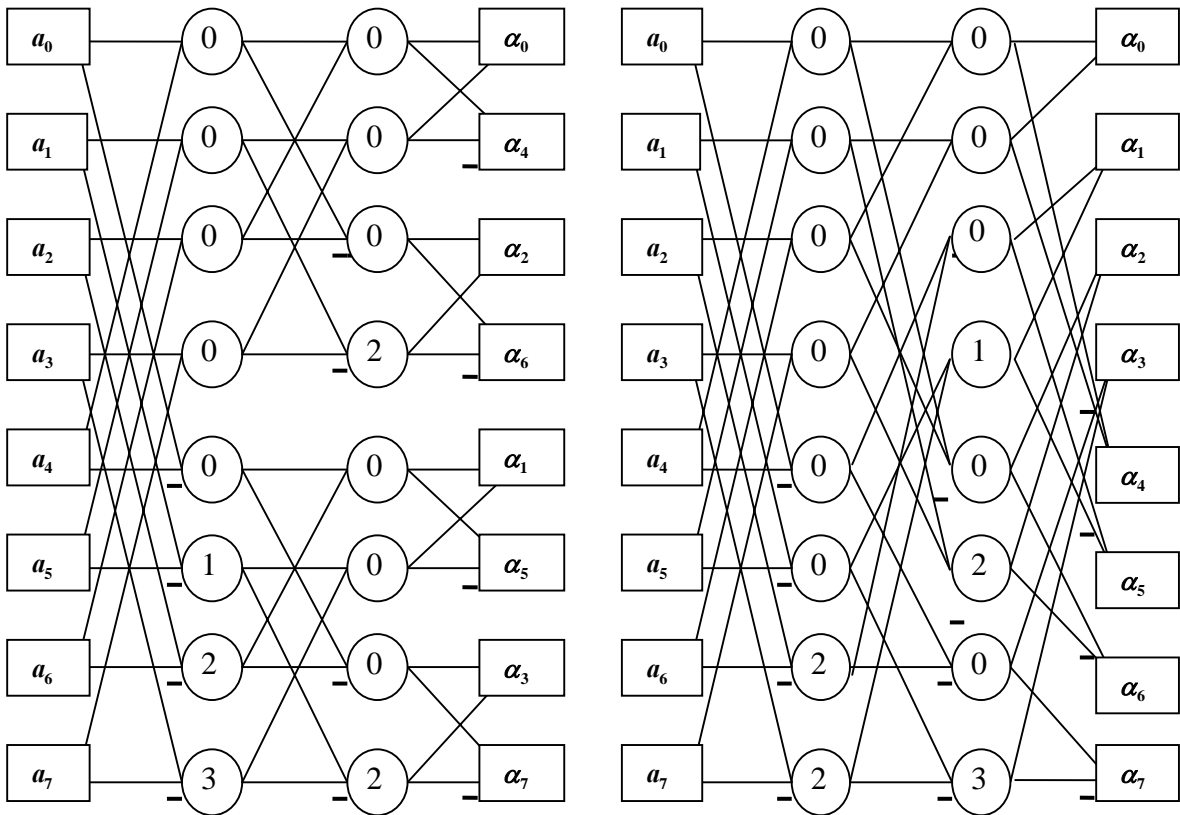 a₀ 0 0 α₀ a₀ 0 0 α₀
a₁ 0 0 α₄ a₁ 0 0 α₁
a₂ 0 0 α₂ a₂ 0 0 α₂
a₃ 0 2 α₆ a₃ 0 1 α₃
a₄ 0 0 α₁ a₄ 0 0 α₄
a₅ 1 0 α₅ a₅ 0 2 α₅
a₆ 2 0 α₃ a₆ 2 0 α₆
a₇ 3 2 α₇ a₇ 2 3 α₇